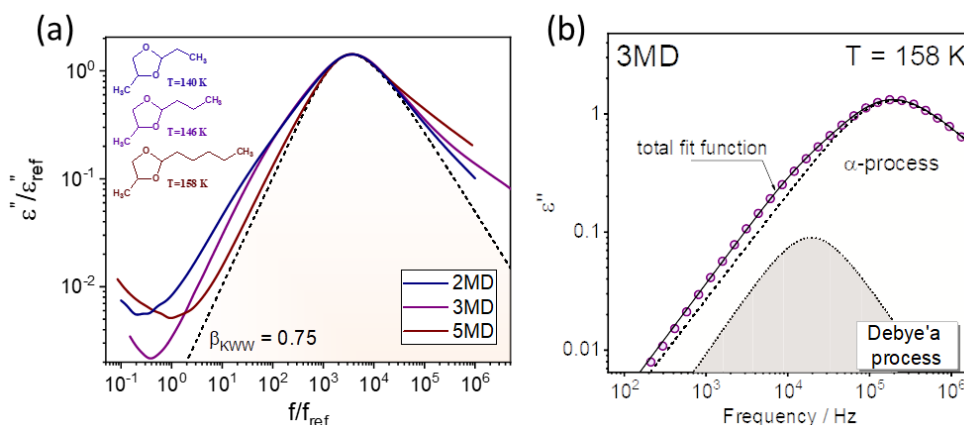 (a)
ε''/ε''ref
10⁰
10⁻¹
10⁻²
O
O
CH₃
H₃C
T=140 K
O
O
CH₃
H₃C
T=146 K
O
O
CH₃
H₃C
T=158 K
βKWW = 0.75
2MD
3MD
5MD
10⁻¹ 10⁰ 10¹ 10² 10³ 10⁴ 10⁵ 10⁶
f/fref
(b)
3MD T = 158 K
ε''
1
0.1
0.01
total fit function
α-process
Debye'a
process
10² 10³ 10⁴ 10⁵ 10⁶
Frequency / Hz